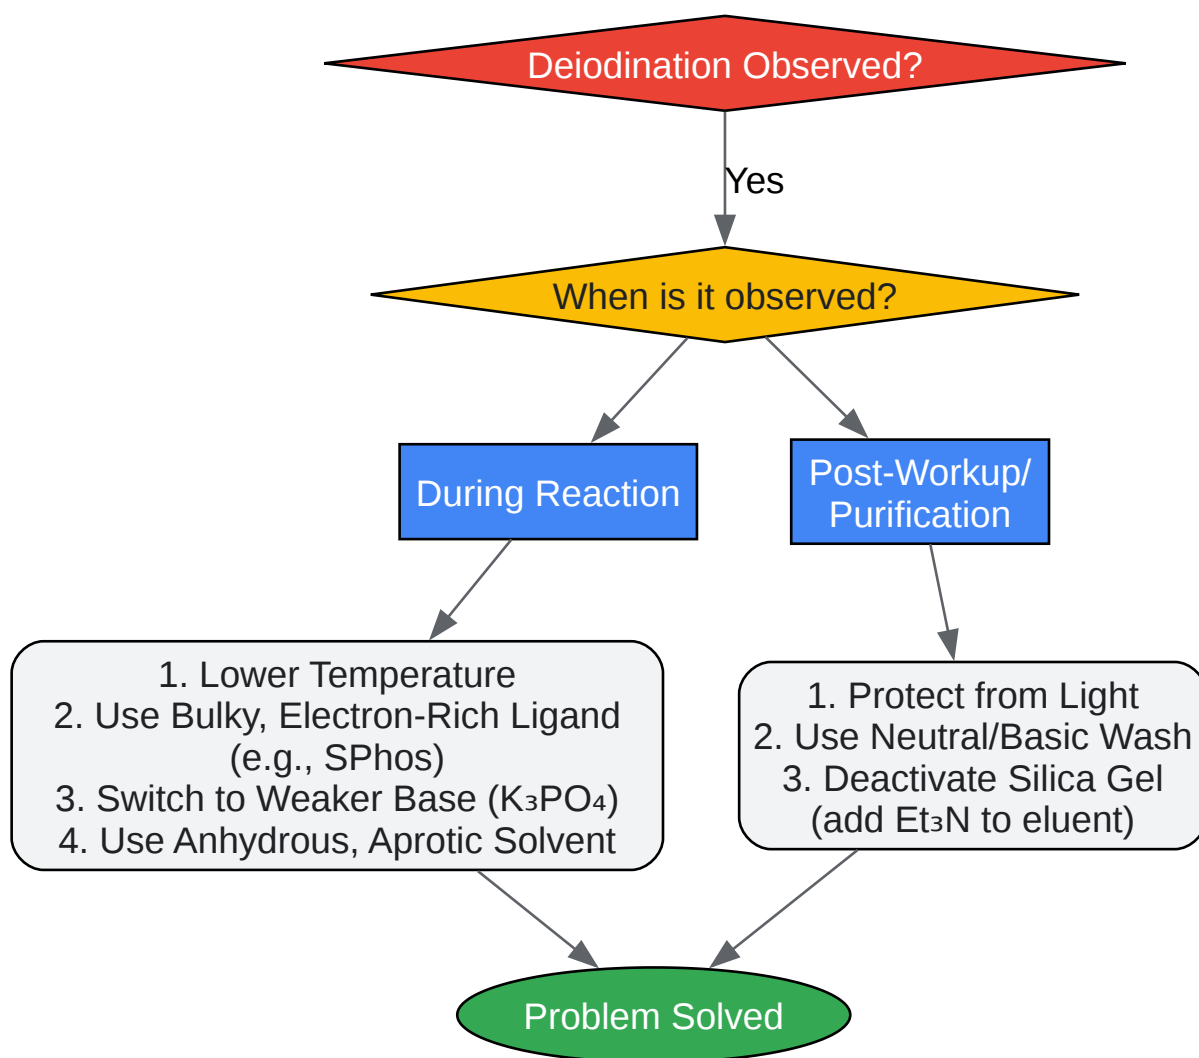 Deiodination Observed?
Yes
When is it observed?
During Reaction
Post-Workup/
Purification
1. Lower Temperature
2. Use Bulky, Electron-Rich Ligand
(e.g., SPhos)
3. Switch to Weaker Base (K₃PO₄)
4. Use Anhydrous, Aprotic Solvent
1. Protect from Light
2. Use Neutral/Basic Wash
3. Deactivate Silica Gel
(add Et₃N to eluent)
Problem Solved